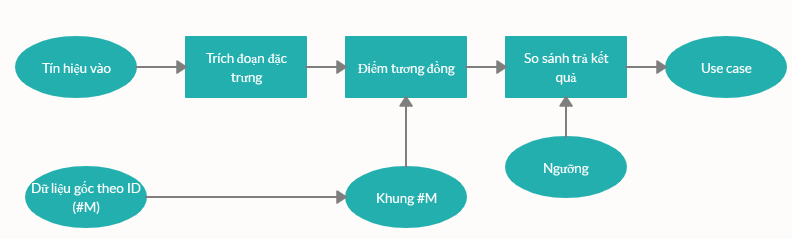 Tín hiệu vào
Trích đoạn đặc
trưng
Điểm tương đồng
So sánh trả kết
quả
Use case
Dữ liệu gốc theo ID
(#M)
Khung #M
Ngưỡng